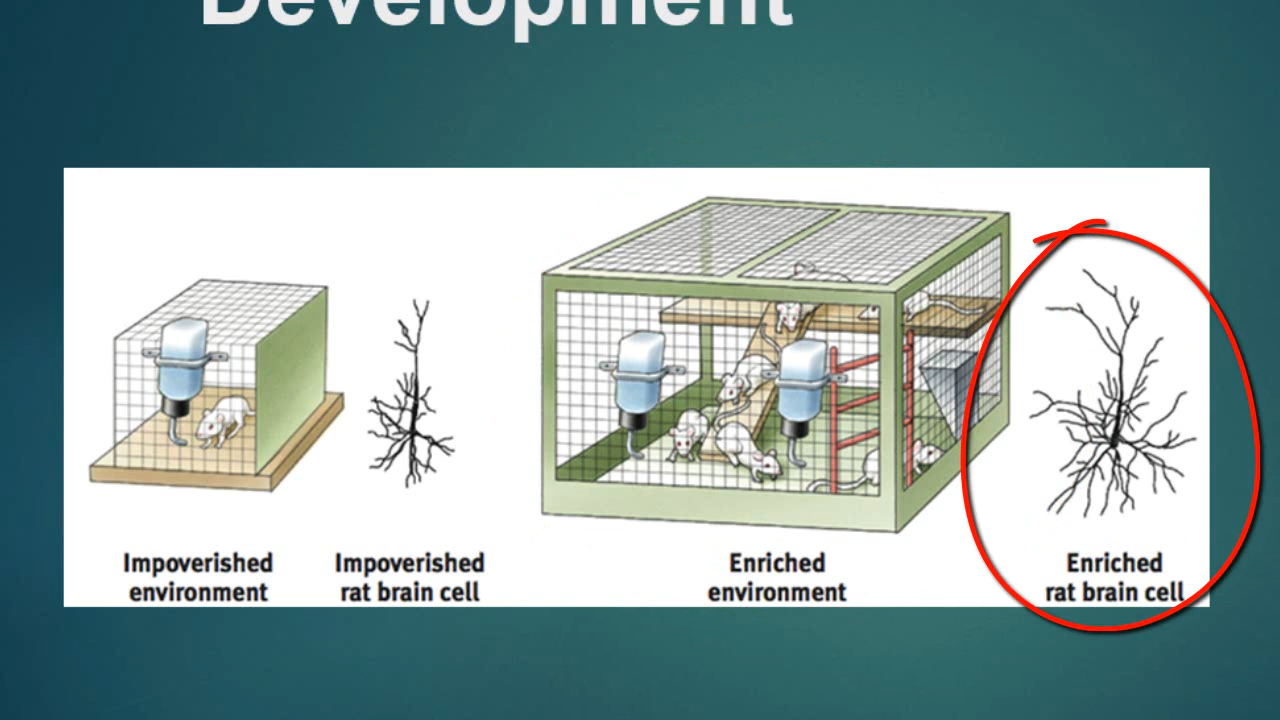 Development
Impoverished
environment
Impoverished
rat brain cell
Enriched
environment
Enriched
rat brain cell